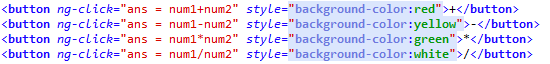 <button ng-click="ans = num1+num2" style="background-color:red">+</button>
<button ng-click="ans = num1-num2" style="background-color:yellow">-</button>
<button ng-click="ans = num1*num2" style="background-color:green">*</button>
<button ng-click="ans = num1/num2" style="background-color:white">/</button>